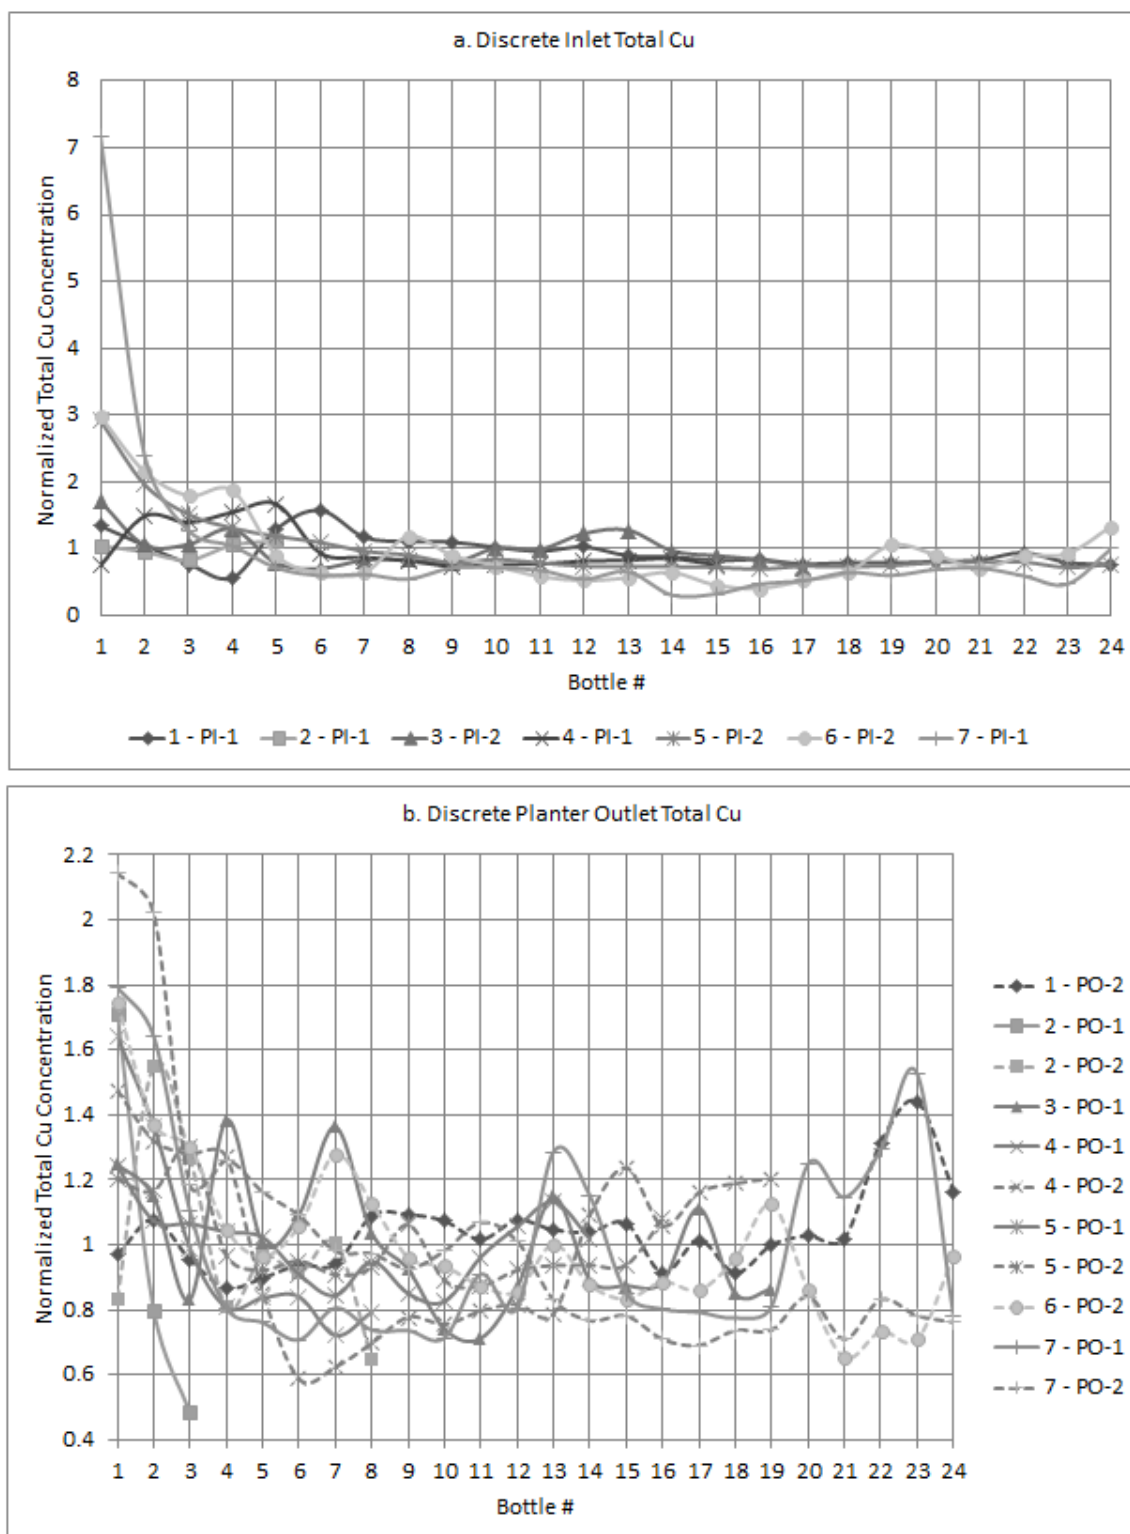 a. Discrete Inlet Total Cu
8
7
6
5
4
3
2
1
0
Normalized Total Cu Concentration
1 2 3 4 5 6 7 8 9 10 11 12 13 14 15 16 17 18 19 20 21 22 23 24
Bottle #
1 - PI-1 2 - PI-1 3 - PI-2 4 - PI-1 5 - PI-2 6 - PI-2 7 - PI-1
b. Discrete Planter Outlet Total Cu
2.2
2
1.8
1.6
1.4
1.2
1
0.8
0.6
0.4
Normalized Total Cu Concentration
1 2 3 4 5 6 7 8 9 10 11 12 13 14 15 16 17 18 19 20 21 22 23 24
Bottle #
1 - PO-2
2 - PO-1
2 - PO-2
3 - PO-1
4 - PO-1
4 - PO-2
5 - PO-1
5 - PO-2
6 - PO-2
7 - PO-1
7 - PO-2